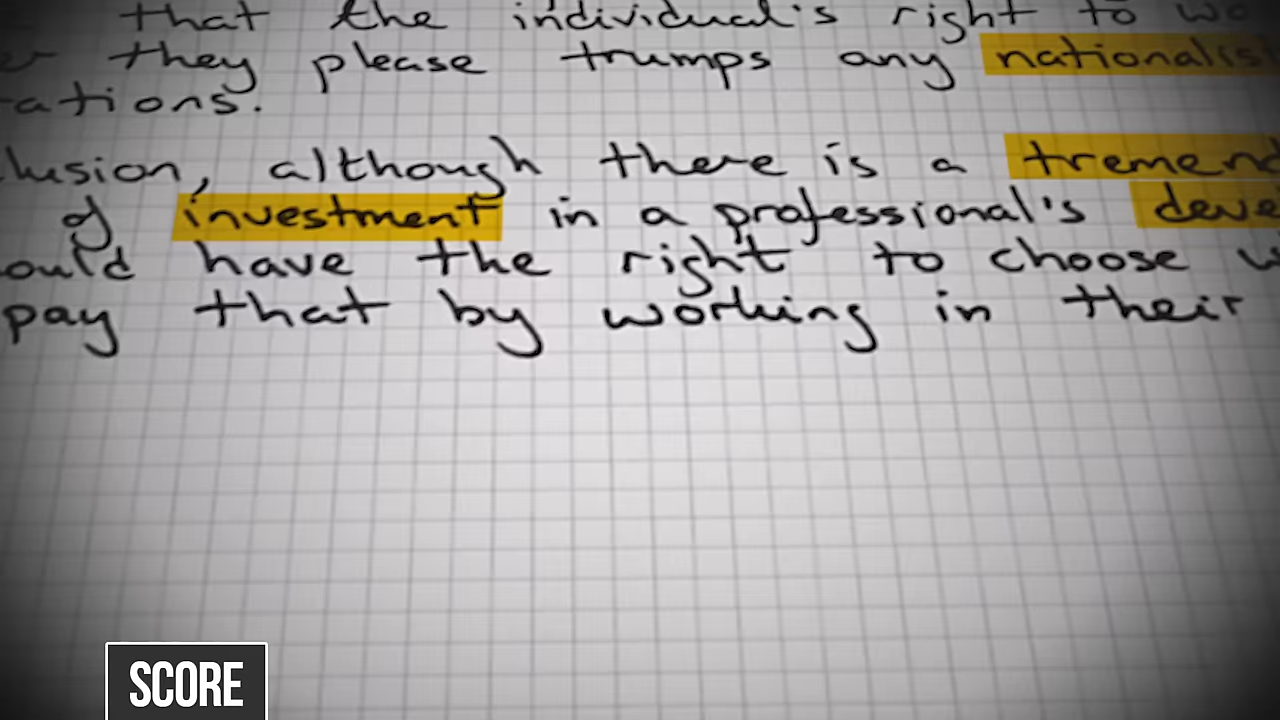 that the individual's right to wo
er they please trumps any nationalis
ations.
lusion, although there is a tremend
of investment in a professional's deve
ould have the right to choose w
pay that by working in their
SCORE